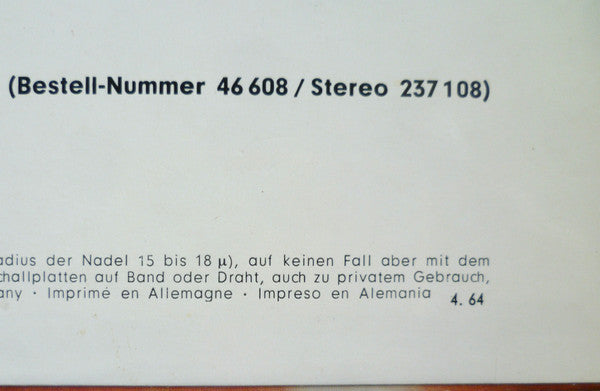 (Bestell-Nummer 46 608 / Stereo 237 108)
adius der Nadel 15 bis 18 µ), auf keinen Fall aber mit dem
challplatten auf Band oder Draht, auch zu privatem Gebrauch,
any · Imprimé en Allemagne · Impreso en Alemania 4. 64